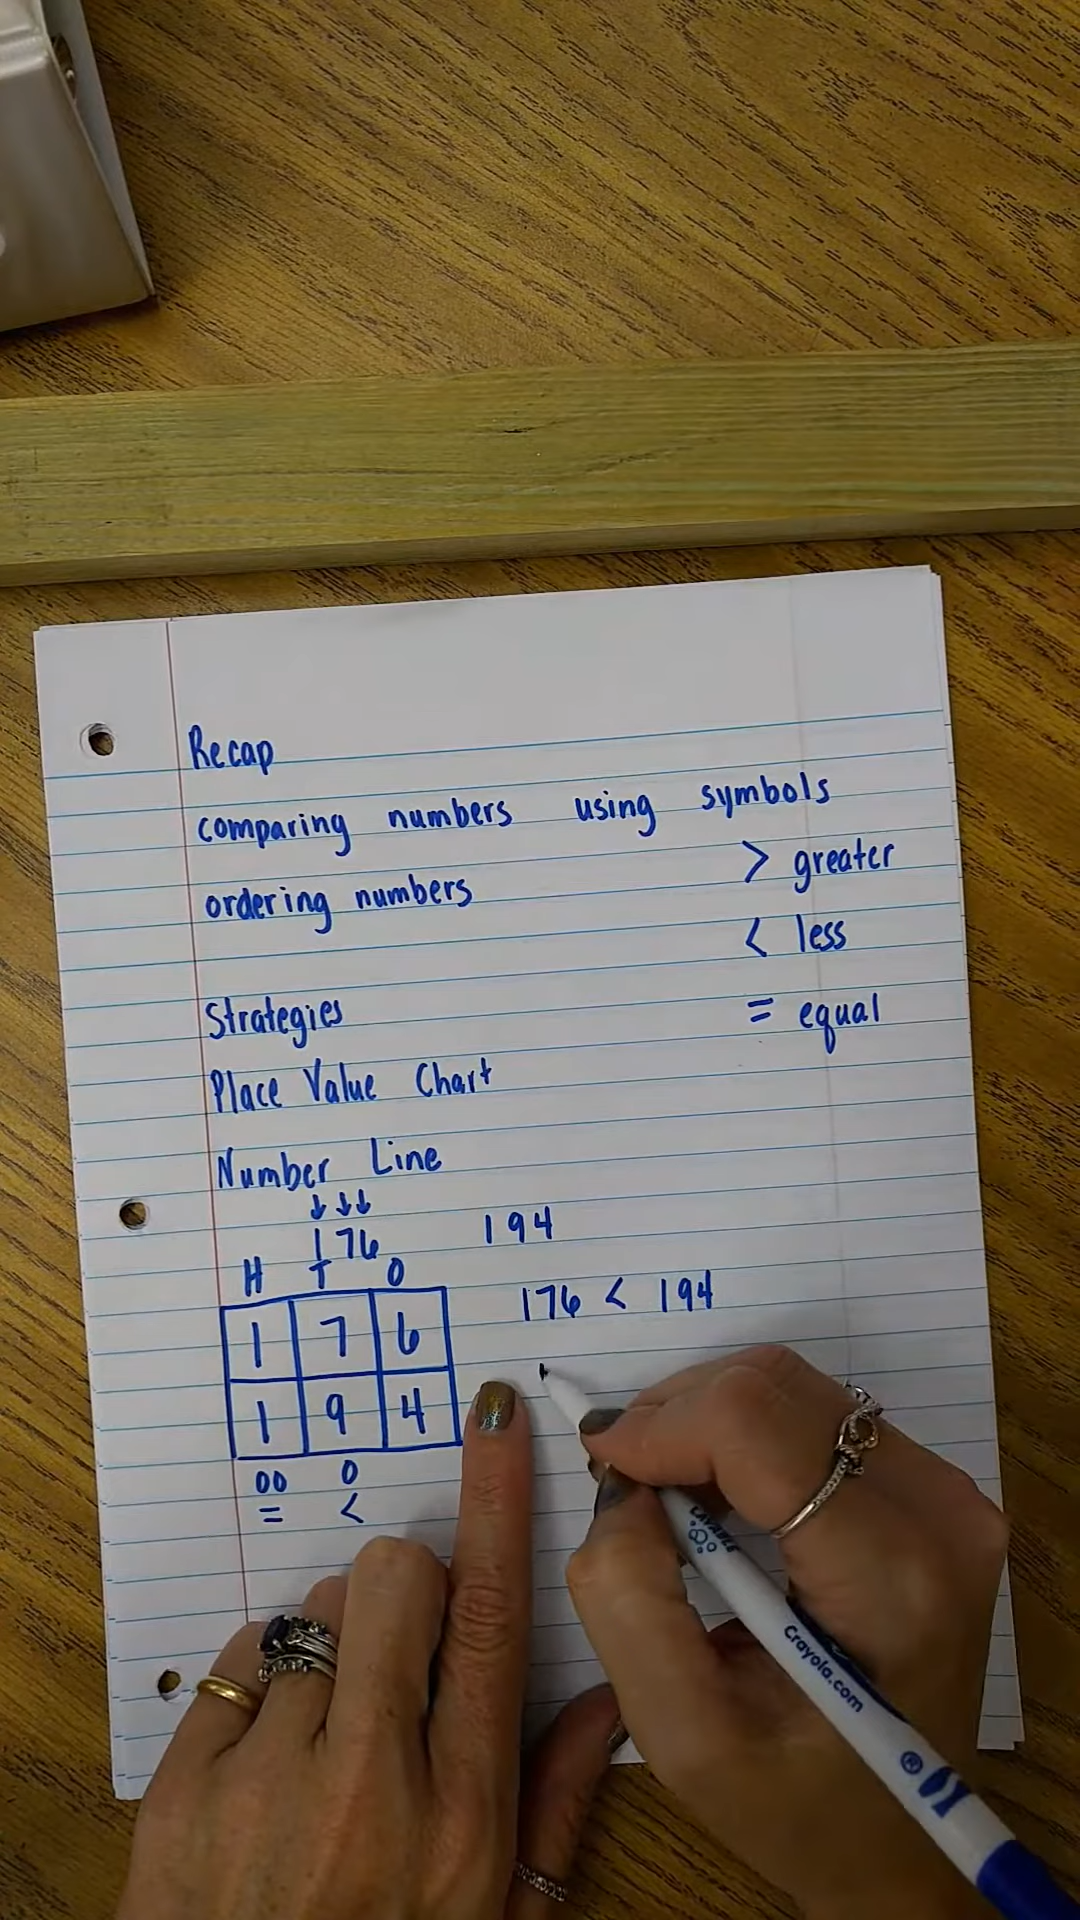 Recap
comparing numbers using symbols
> greater
ordering numbers
< less
Strategies
= equal
Place Value Chart
Number Line
↓ ↓ ↓
176 194
H T O
176 < 194
1 7 6
1 9 4
00 0
= <
Crayola.com